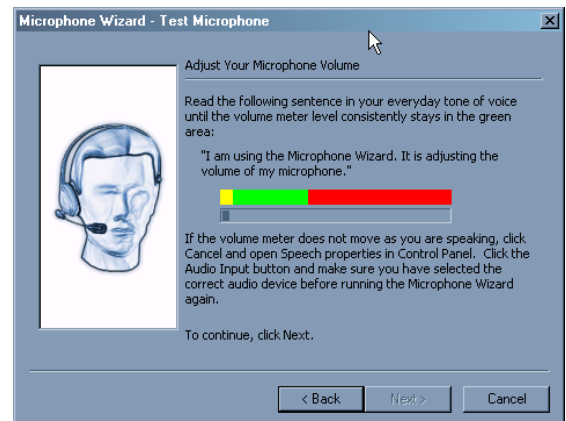 Microphone Wizard - Test Microphone
Adjust Your Microphone Volume
Read the following sentence in your everyday tone of voice
until the volume meter level consistently stays in the green
area:
"I am using the Microphone Wizard. It is adjusting the
volume of my microphone."
If the volume meter does not move as you are speaking, click
Cancel and open Speech properties in Control Panel. Click the
Audio Input button and make sure you have selected the
correct audio device before running the Microphone Wizard
again.
To continue, click Next.
< Back Next > Cancel